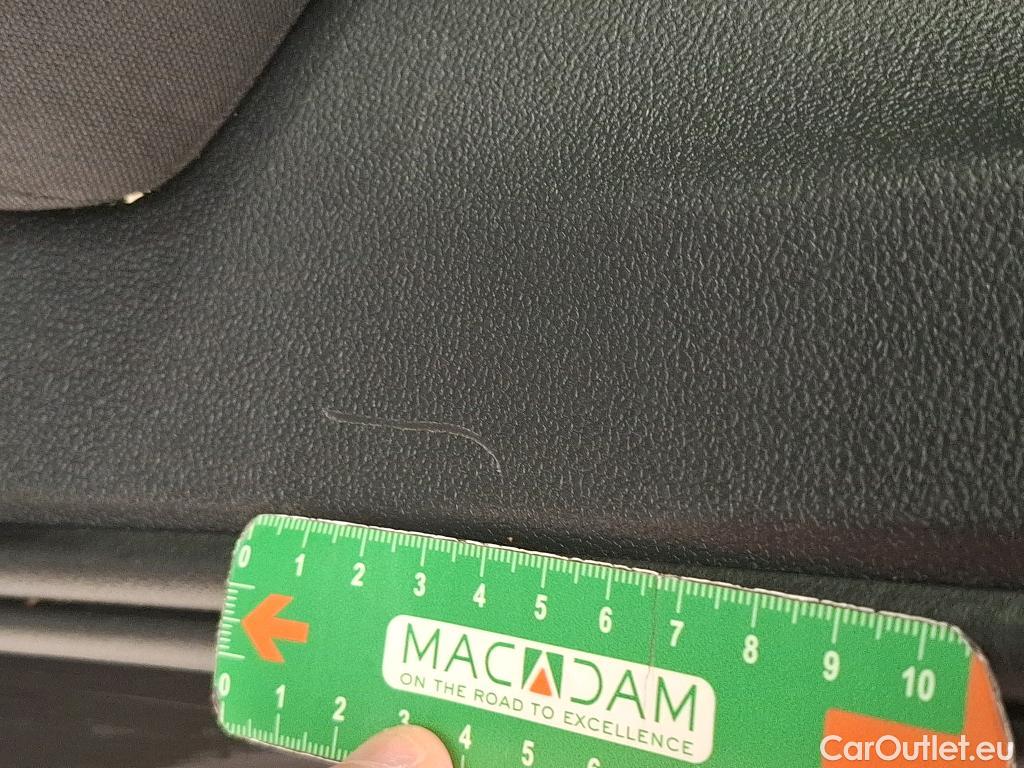 0 1 2 3 4 5 6 7 8 9 10
MACADAM
ON THE ROAD TO EXCELLENCE
0 1 2 3 4 5 6
CarOutlet.eu